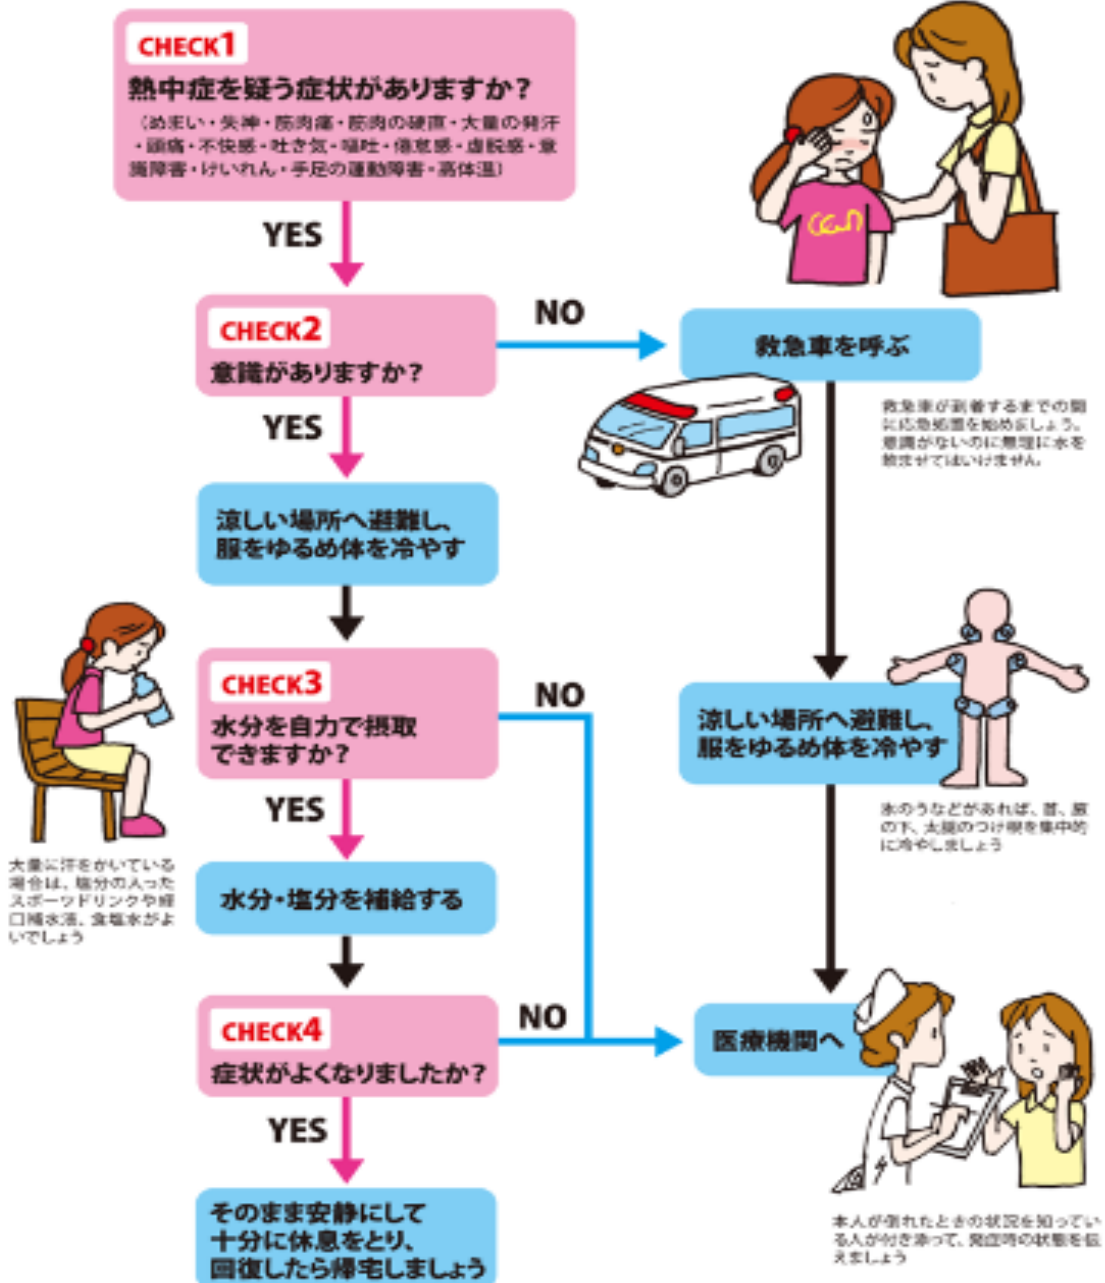 CHECK1
熱中症を疑う症状がありますか?
(めまい・失神・筋肉痛・筋肉の硬直・大量の発汗
・頭痛・不快感・吐き気・嘔吐・倦怠感・虚脱感・意
識障害・けいれん・手足の運動障害・高体温)
YES
CHECK2
意識がありますか?
NO
救急車を呼ぶ
救急車が到着するまでの間
に応急処置を始めましょう。
意識がないのに無理に水を
飲ませてはいけません
YES
涼しい場所へ避難し、
服をゆるめ体を冷やす
CHECK3
水分を自力で摂取
できますか?
NO
涼しい場所へ避難し、
服をゆるめ体を冷やす
氷のうなどがあれば、首、腋
の下、太腿のつけ根を集中的
に冷やしましょう
YES
大量に汗をかいている
場合は、塩分の入った
スポーツドリンクや経
口補水液、食塩水がよ
いでしょう
水分・塩分を補給する
CHECK4
症状がよくなりましたか?
NO
医療機関へ
YES
そのまま安静にして
十分に休息をとり、
回復したら帰宅しましょう
本人が倒れたときの状況を知ってい
る人が付き添って、発症時の状態を伝
えましょう